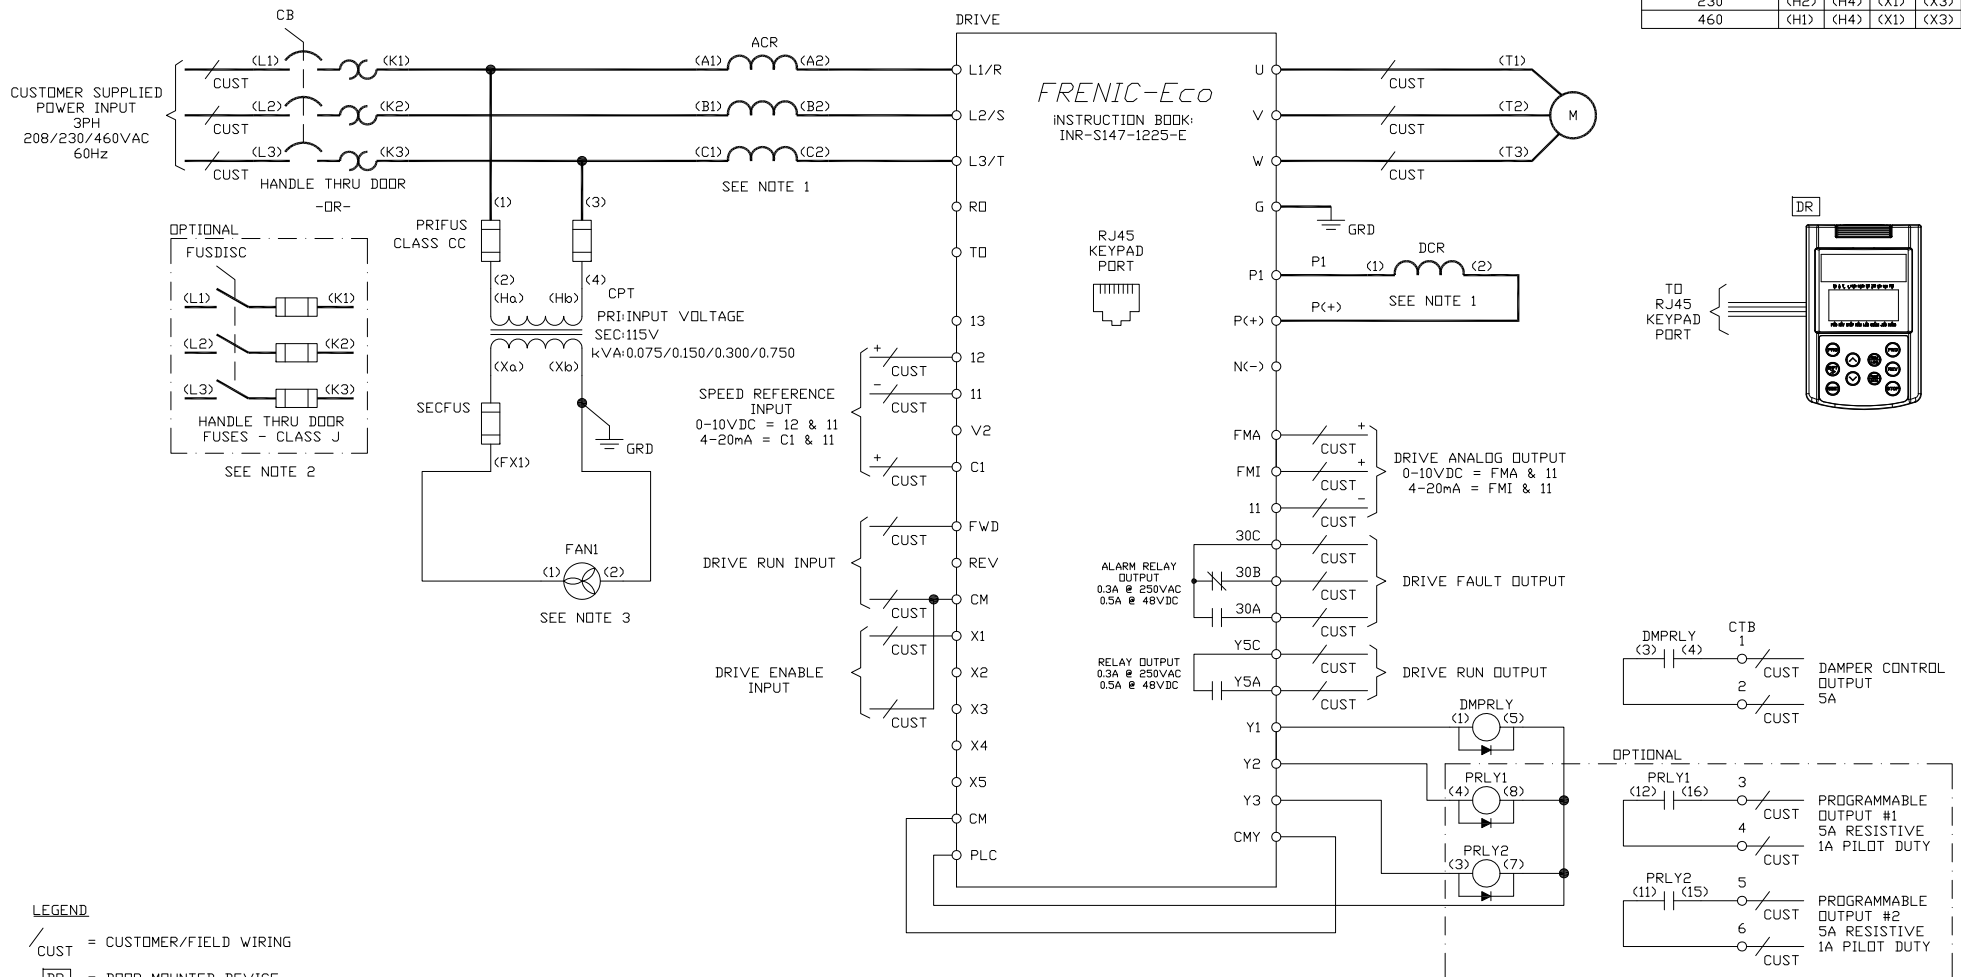 230 (H2) (H4) (X1) (X3)
460 (H1) (H4) (X1) (X3)
CB
DRIVE
CUSTOMER SUPPLIED
POWER INPUT
3PH
208/230/460VAC
60Hz
(L1) (K1)
CUST
(L2) (K2)
CUST
(L3) (K3)
CUST
HANDLE THRU DOOR
-OR-
ACR
(A1) (A2)
(B1) (B2)
(C1) (C2)
SEE NOTE 1
OPTIONAL
FUSDISC
(L1) (K1)
(L2) (K2)
(L3) (K3)
HANDLE THRU DOOR
FUSES - CLASS J
SEE NOTE 2
PRIFUS
CLASS CC
(1) (3)
(2) (4)
(Ha) (Hb)
CPT
PRI:INPUT VOLTAGE
SEC:115V
kVA:0.075/0.150/0.300/0.750
(Xa) (Xb)
SECFUS
GRD
(FX1)
FAN1
(1) (2)
SEE NOTE 3
SPEED REFERENCE
INPUT
0-10VDC = 12 & 11
4-20mA = C1 & 11
+
CUST
-
CUST
+
CUST
DRIVE RUN INPUT
CUST
CUST
DRIVE ENABLE
INPUT
CUST
CUST
L1/R
L2/S
L3/T
R0
T0
13
12
11
V2
C1
FWD
REV
CM
X1
X2
X3
X4
X5
CM
PLC
FRENIC-Eco
INSTRUCTION BOOK:
INR-S147-1225-E
RJ45
KEYPAD
PORT
ALARM RELAY
OUTPUT
0.3A @ 250VAC
0.5A @ 48VDC
RELAY OUTPUT
0.3A @ 250VAC
0.5A @ 48VDC
U
V
W
G
P1
P(+)
N(-)
FMA
FMI
11
30C
30B
30A
Y5C
Y5A
Y1
Y2
Y3
CMY
CUST
(T1)
CUST
(T2)
CUST
(T3)
M
GRD
DCR
P1 (1) (2)
SEE NOTE 1
P(+)
+
CUST
+
CUST
-
CUST
DRIVE ANALOG OUTPUT
0-10VDC = FMA & 11
4-20mA = FMI & 11
CUST
CUST
CUST
DRIVE FAULT OUTPUT
CUST
CUST
DRIVE RUN OUTPUT
DMPRLY
(1) (5)
PRLY1
(4) (8)
PRLY2
(3) (7)
DR
TO
RJ45
KEYPAD
PORT
DMPRLY
(3) (4)
CTB
1
CUST
2
CUST
DAMPER CONTROL
OUTPUT
5A
OPTIONAL
PRLY1
(12) (16)
3
CUST
4
CUST
PROGRAMMABLE
OUTPUT #1
5A RESISTIVE
1A PILOT DUTY
PRLY2
(11) (15)
5
CUST
6
CUST
PROGRAMMABLE
OUTPUT #2
5A RESISTIVE
1A PILOT DUTY
LEGEND
CUST = CUSTOMER/FIELD WIRING
DR = DOOR MOUNTED DEVICE